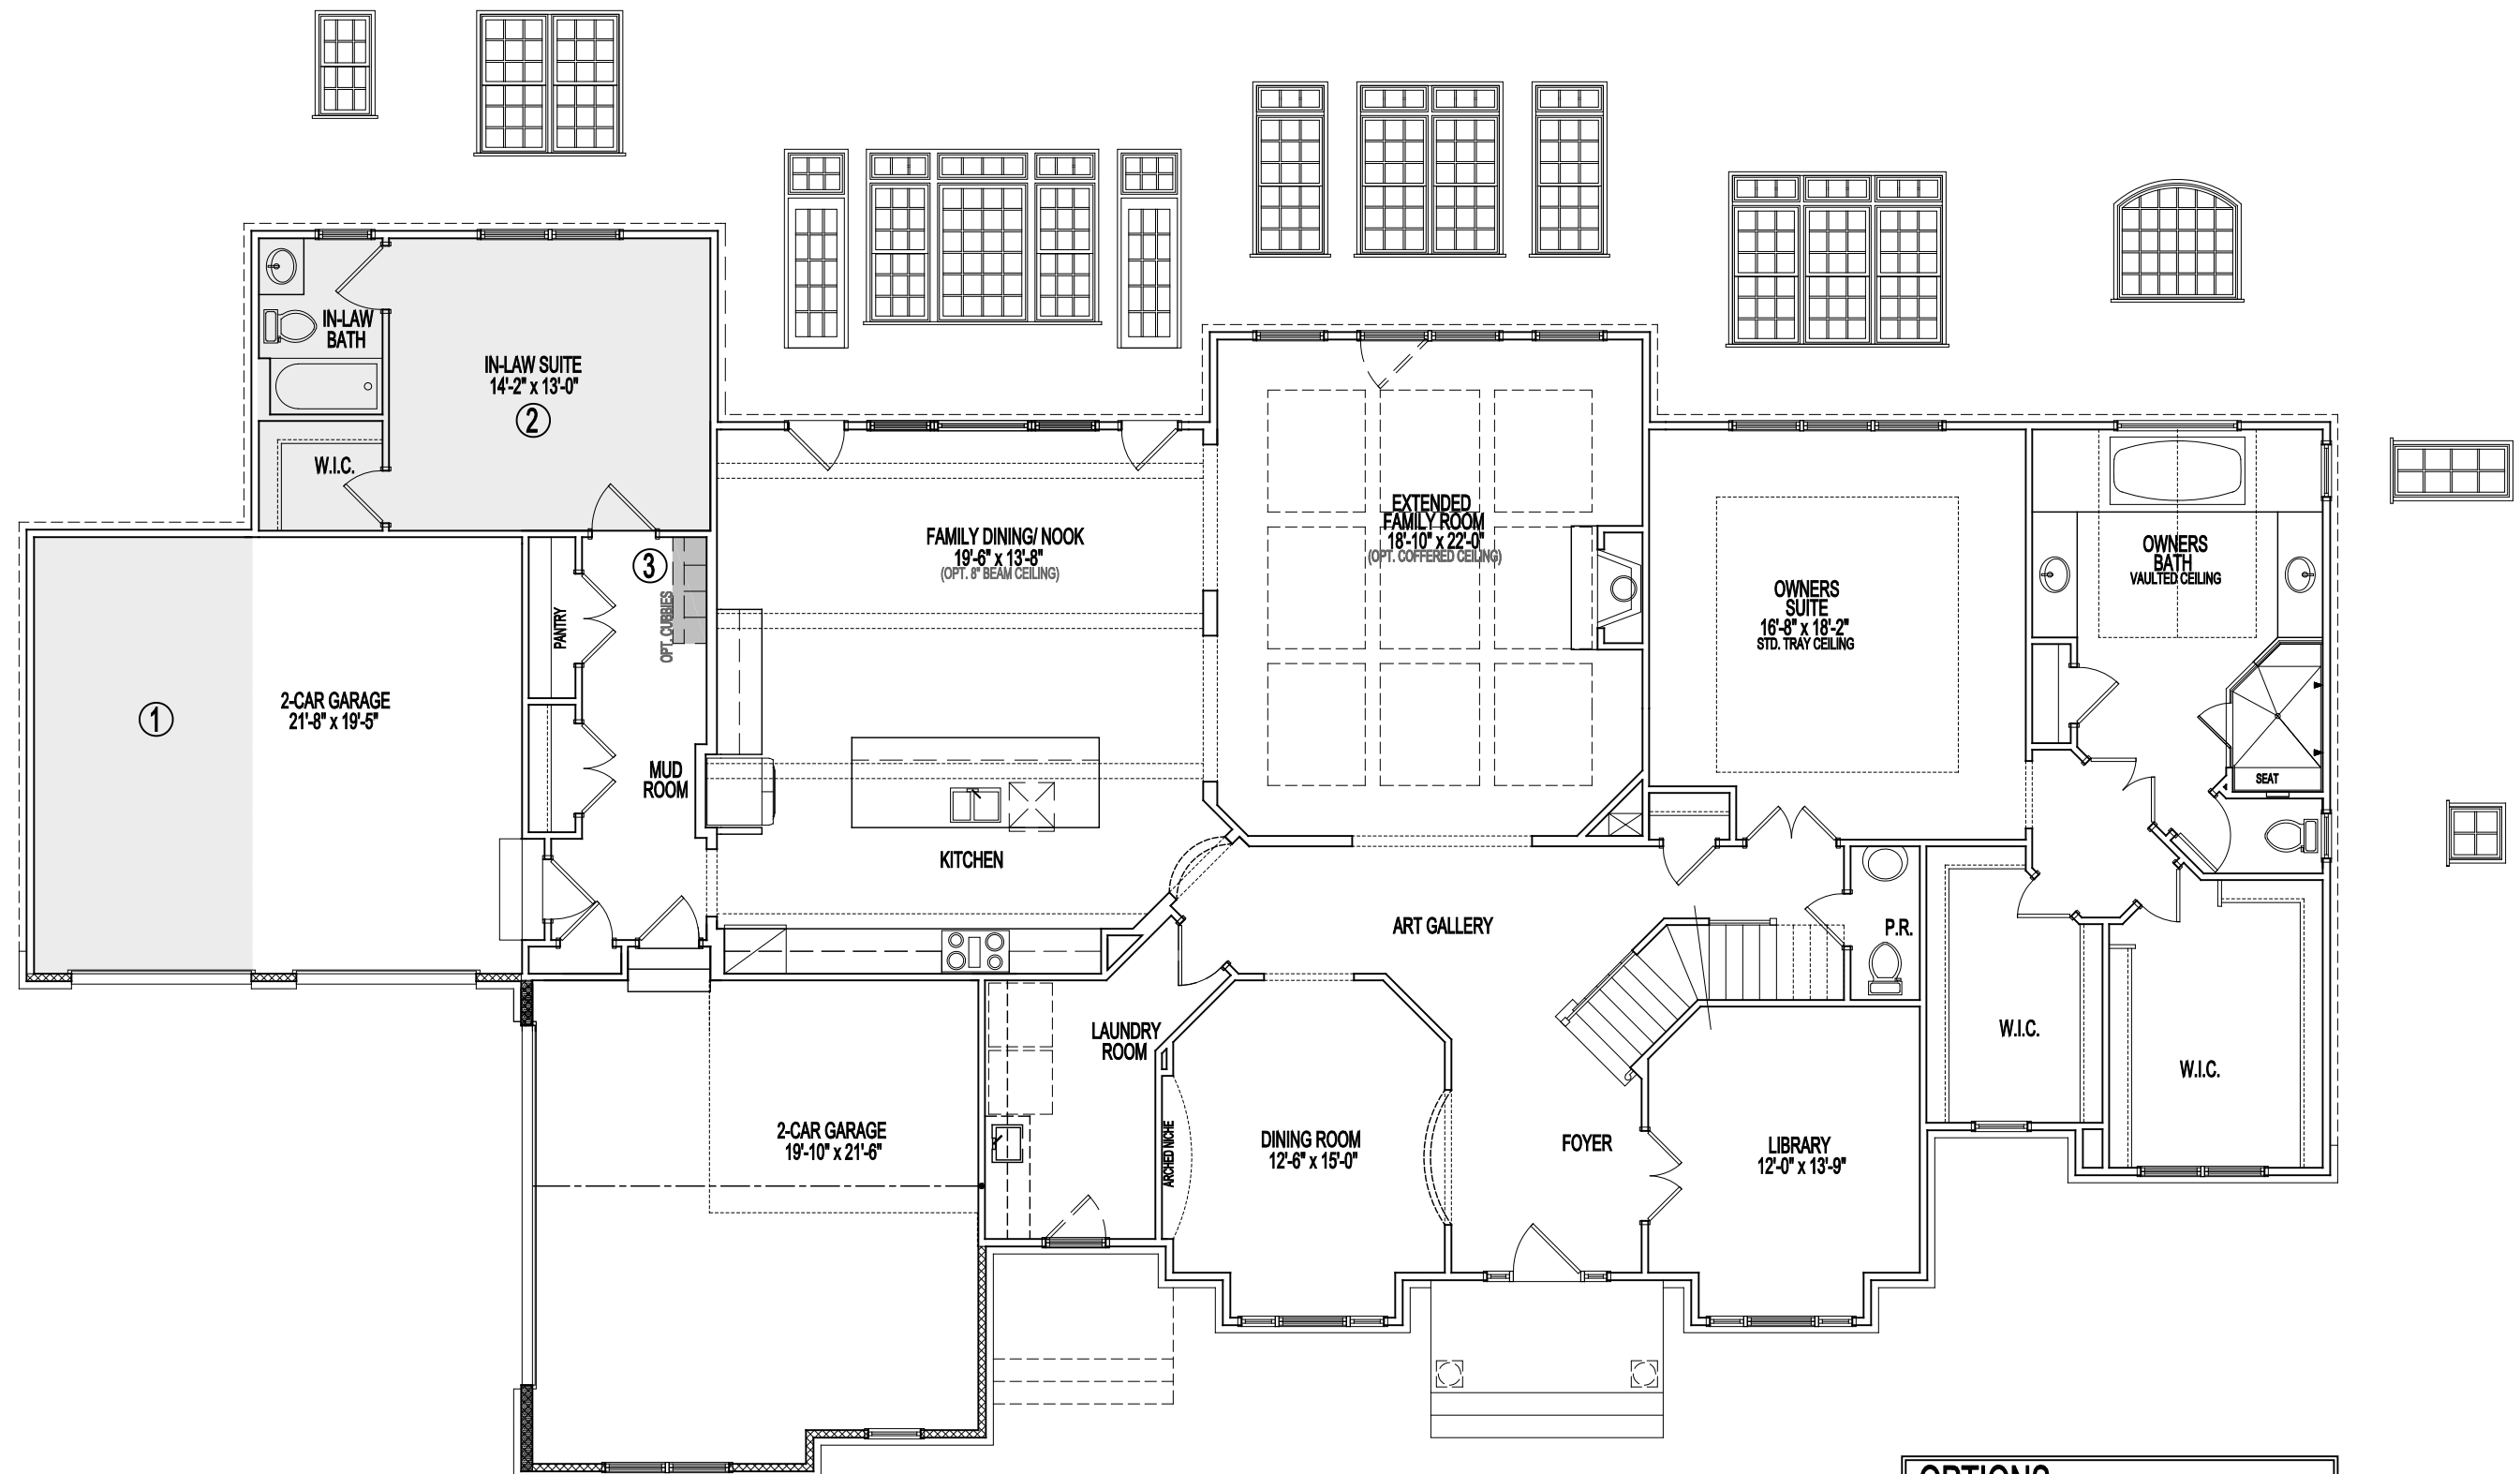 IN-LAW
BATH
IN-LAW SUITE
14'-2" x 13'-0"
②
W.I.C.
③
OPT. CUBBIES
PANTRY
FAMILY DINING/ NOOK
19'-6" x 13'-8"
(OPT. 8" BEAM CEILING)
EXTENDED
FAMILY ROOM
18'-10" x 22'-0"
(OPT. COFFERED CEILING)
OWNERS
SUITE
16'-8" x 18'-2"
STD. TRAY CEILING
OWNERS
BATH
VAULTED CEILING
SEAT
①
2-CAR GARAGE
21'-8" x 19'-5"
MUD
ROOM
KITCHEN
ART GALLERY
P.R.
W.I.C.
W.I.C.
LAUNDRY
ROOM
2-CAR GARAGE
19'-10" x 21'-6"
ARCHED NICHE
DINING ROOM
12'-6" x 15'-0"
FOYER
LIBRARY
12'-0" x 13'-9"
OPTIONS